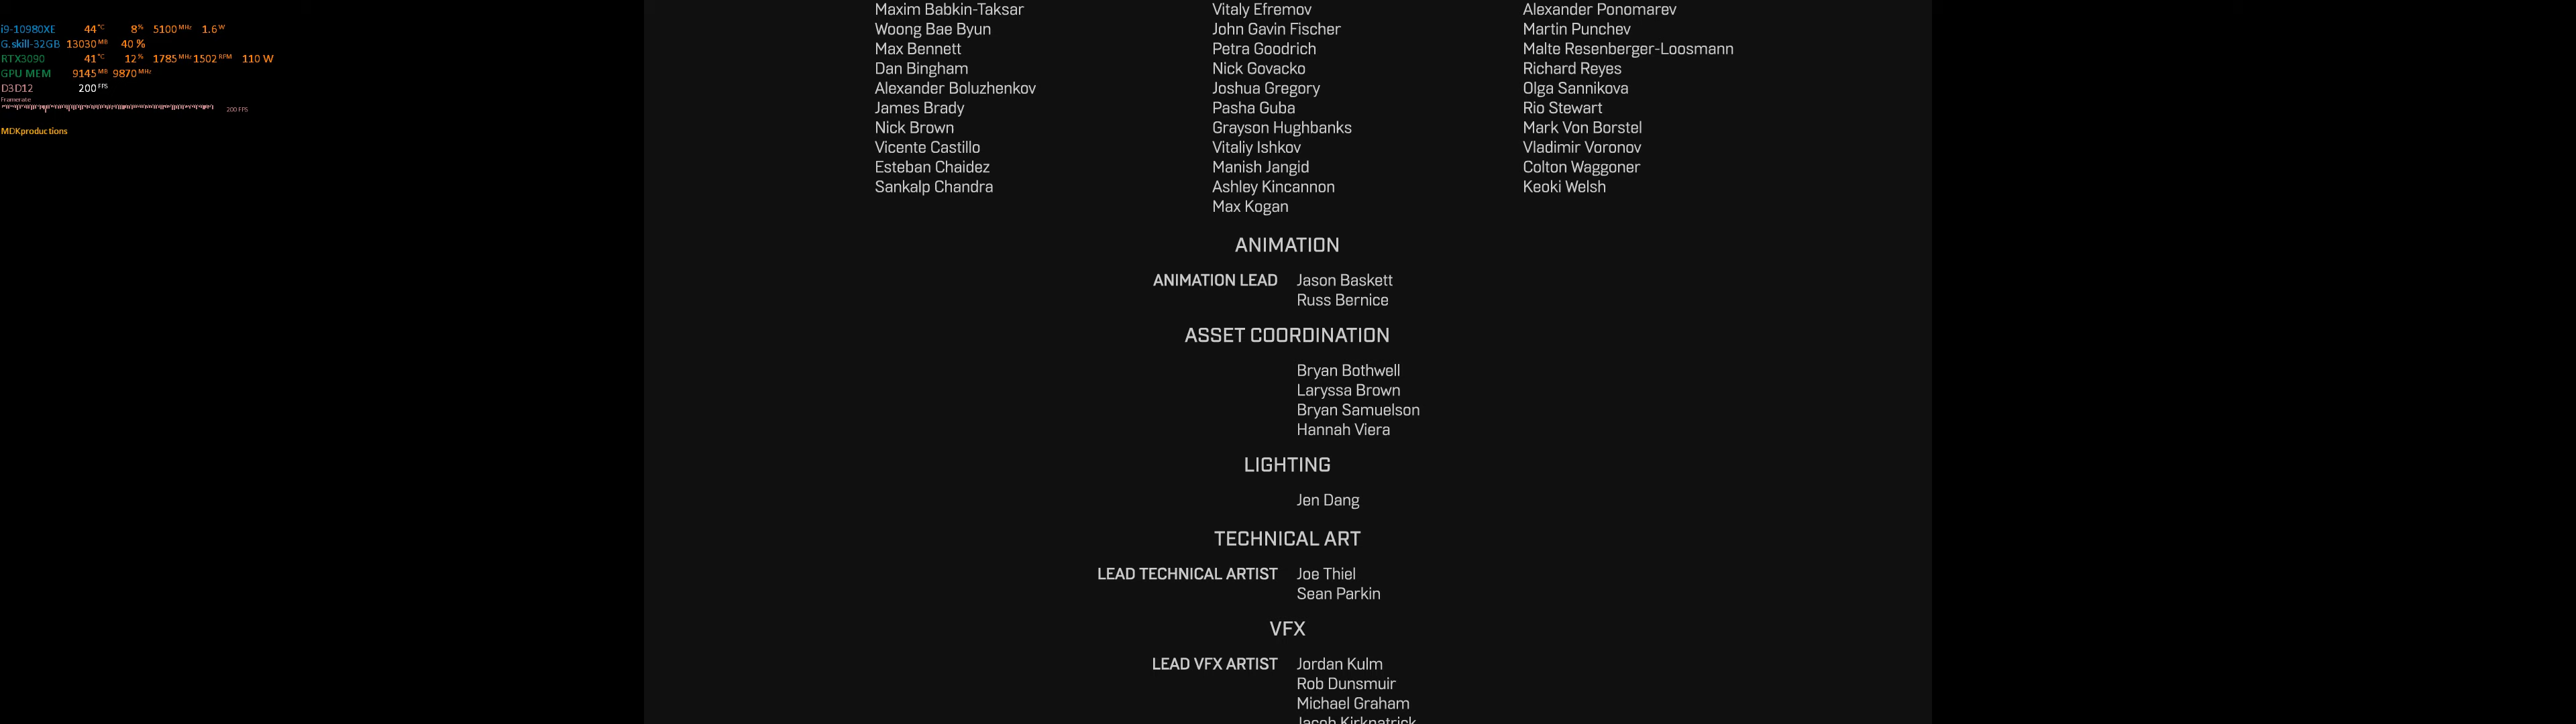 i9-10980XE 44°C 8% 5100MHz 1.6W
G.skill-32GB 13030MB 40 %
RTX3090 41°C 12% 1785MHz 1502RPM 110 W
GPU MEM 9145MB 9870MHz
D3D12 200FPS
Framerate
200 FPS
MDKproductions
Maxim Babkin-Taksar Vitaly Efremov Alexander Ponomarev
Woong Bae Byun John Gavin Fischer Martin Punchev
Max Bennett Petra Goodrich Malte Resenberger-Loosmann
Dan Bingham Nick Govacko Richard Reyes
Alexander Boluzhenkov Joshua Gregory Olga Sannikova
James Brady Pasha Guba Rio Stewart
Nick Brown Grayson Hughbanks Mark Von Borstel
Vicente Castillo Vitaliy Ishkov Vladimir Voronov
Esteban Chaidez Manish Jangid Colton Waggoner
Sankalp Chandra Ashley Kincannon Keoki Welsh
Max Kogan
ANIMATION
ANIMATION LEAD Jason Baskett
Russ Bernice
ASSET COORDINATION
Bryan Bothwell
Laryssa Brown
Bryan Samuelson
Hannah Viera
LIGHTING
Jen Dang
TECHNICAL ART
LEAD TECHNICAL ARTIST Joe Thiel
Sean Parkin
VFX
LEAD VFX ARTIST Jordan Kulm
Rob Dunsmuir
Michael Graham
Jacob Kirkpatrick